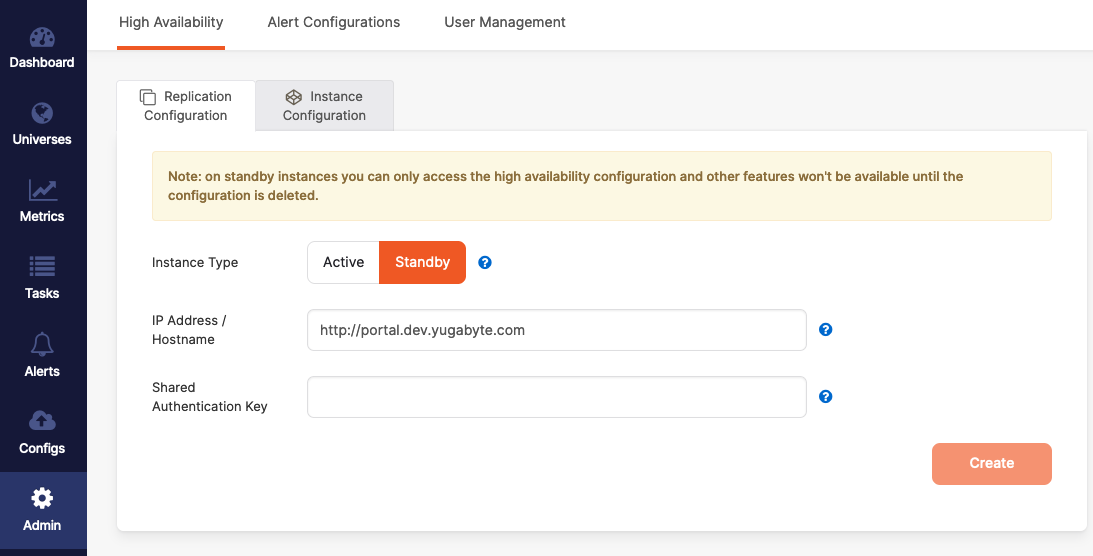 High Availability
Alert Configurations
User Management
Dashboard
Universes
Metrics
Tasks
Alerts
Configs
Admin
Replication
Configuration
Instance
Configuration
Note: on standby instances you can only access the high availability configuration and other features won't be available until the
configuration is deleted.
Instance Type
Active
Standby
?
IP Address /
Hostname
http://portal.dev.yugabyte.com
?
Shared
Authentication Key
?
Create